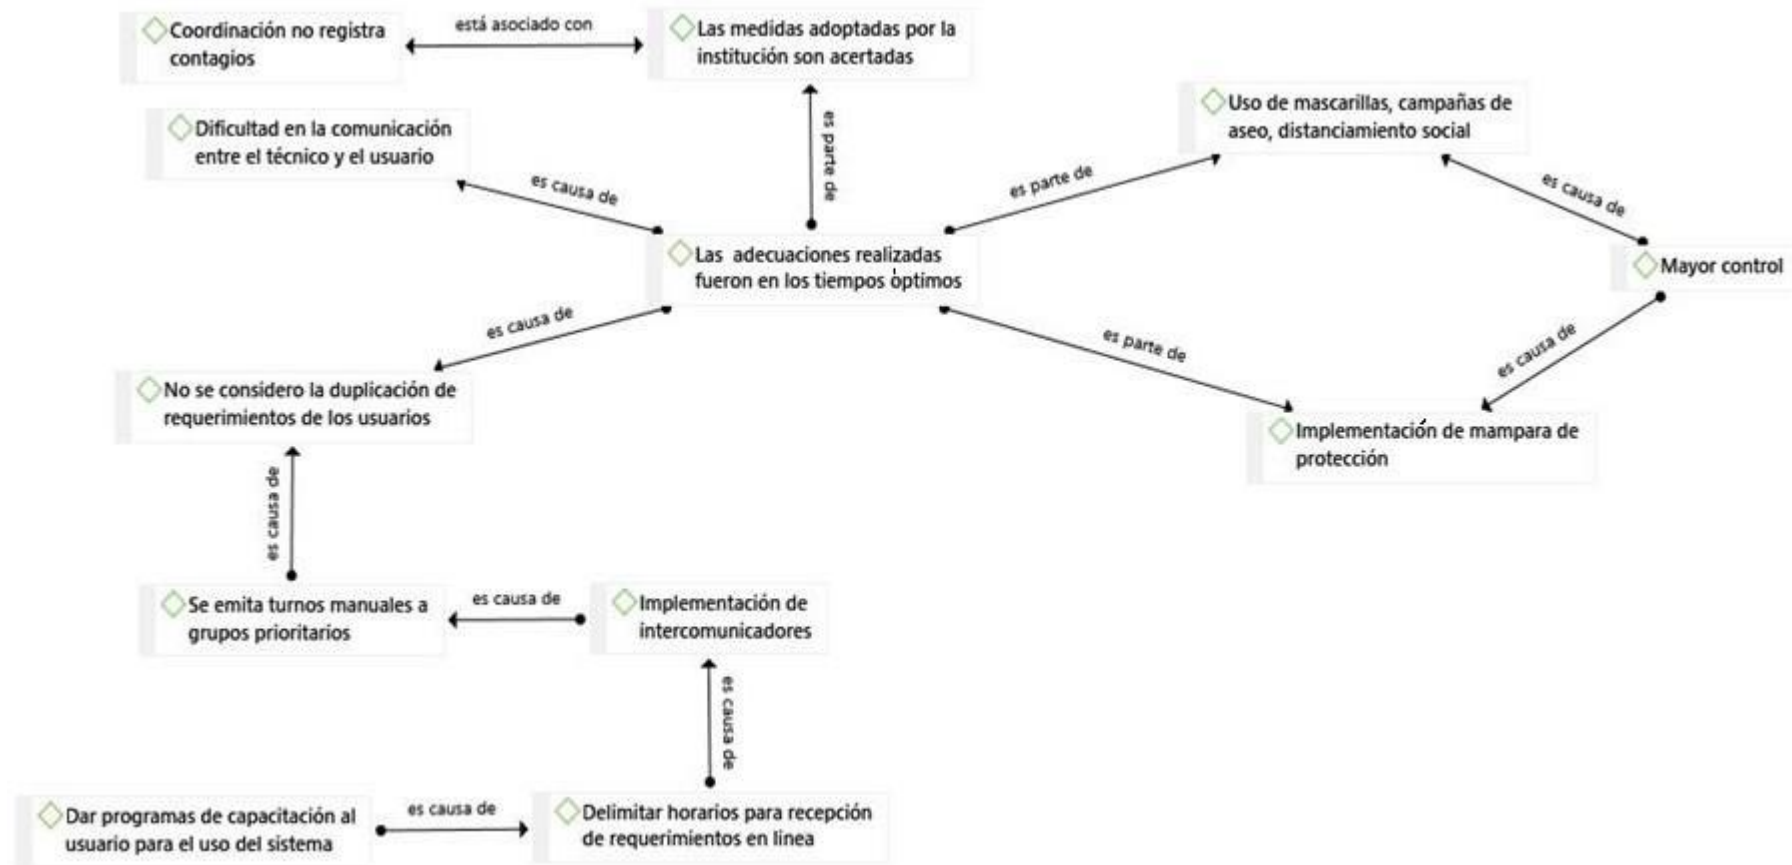 Coordinación no registra
contagios
está asociado con
Las medidas adoptadas por la
institución son acertadas
Dificultad en la comunicación
entre el técnico y el usuario
es causa de
es parte de
es parte de
Uso de mascarillas, campañas de
aseo, distanciamiento social
es causa de
Las adecuaciones realizadas
fueron en los tiempos óptimos
Mayor control
es causa de
es parte de
es causa de
No se considero la duplicación de
requerimientos de los usuarios
Implementación de mampara de
protección
es causa de
Se emita turnos manuales a
grupos prioritarios
es causa de
Implementación de
intercomunicadores
es causa de
Dar programas de capacitación al
usuario para el uso del sistema
es causa de
Delimitar horarios para recepción
de requerimientos en linea